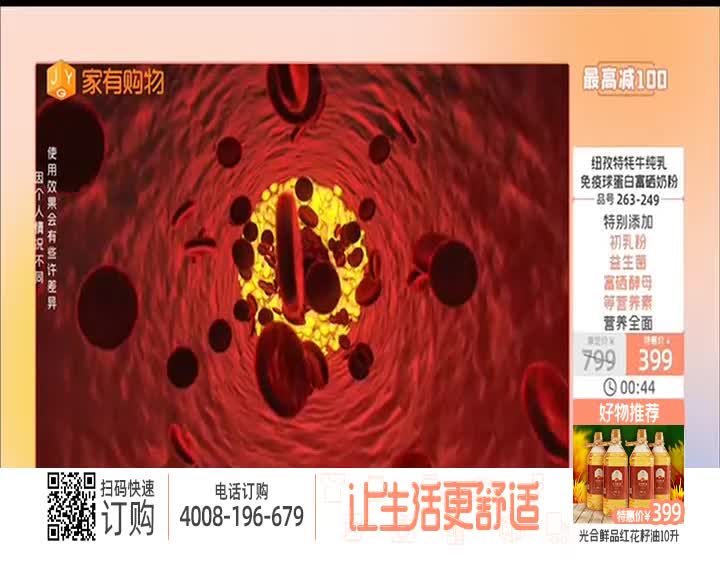 JYG
家有购物
最高减100
使用效果会有些许差异
因个人情况不同
纽孜特牦牛纯乳
免疫球蛋白富硒奶粉
品号 263-249
特别添加
初乳粉
益生菌
富硒酵母
等营养素
营养全面
特惠价¥
799
399
00:44
好物推荐
特惠价¥399
光合鲜品红花籽油10升
扫码快速
订购
电话订购
4008-196-679
让生活更舒适